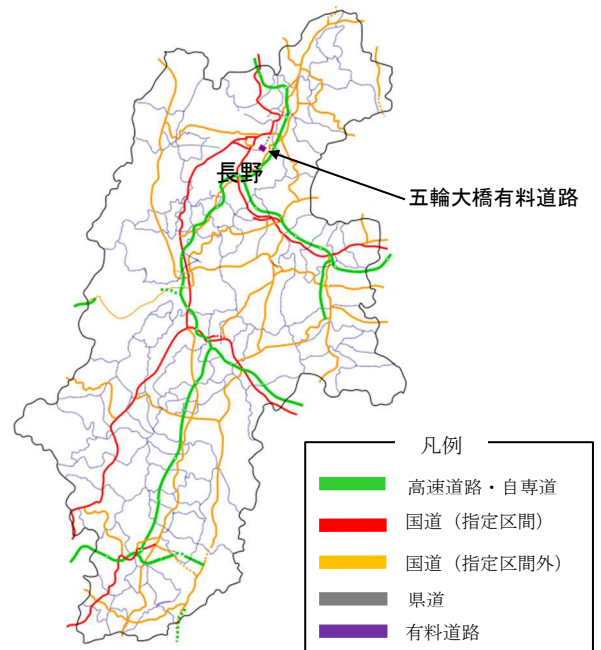 長野
五輪大橋有料道路
凡例
高速道路・自専道
国道（指定区間）
国道（指定区間外）
県道
有料道路